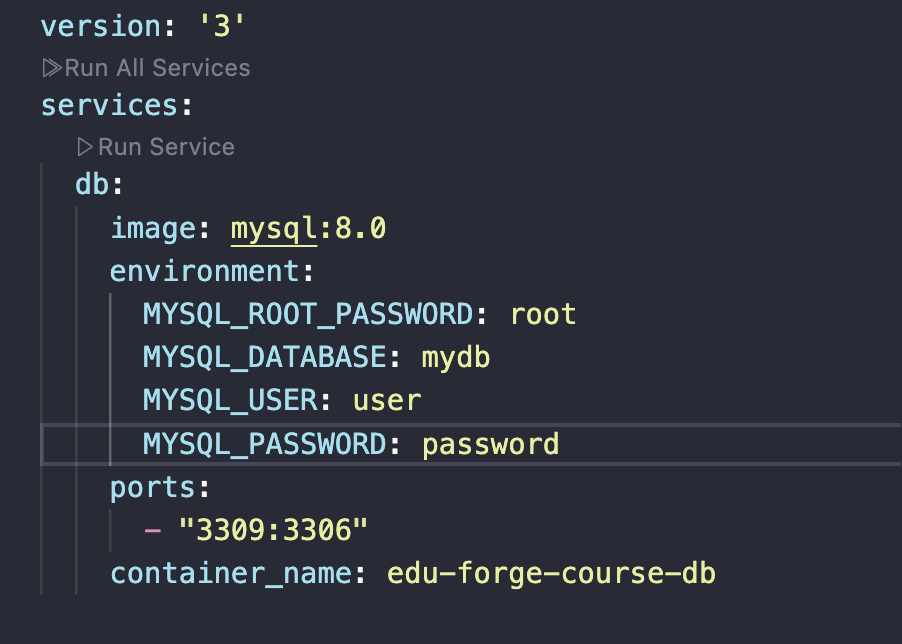 version: '3'
Run All Services
services:
Run Service
db:
image: mysql:8.0
environment:
MYSQL_ROOT_PASSWORD: root
MYSQL_DATABASE: mydb
MYSQL_USER: user
MYSQL_PASSWORD: password
ports:
- "3309:3306"
container_name: edu-forge-course-db